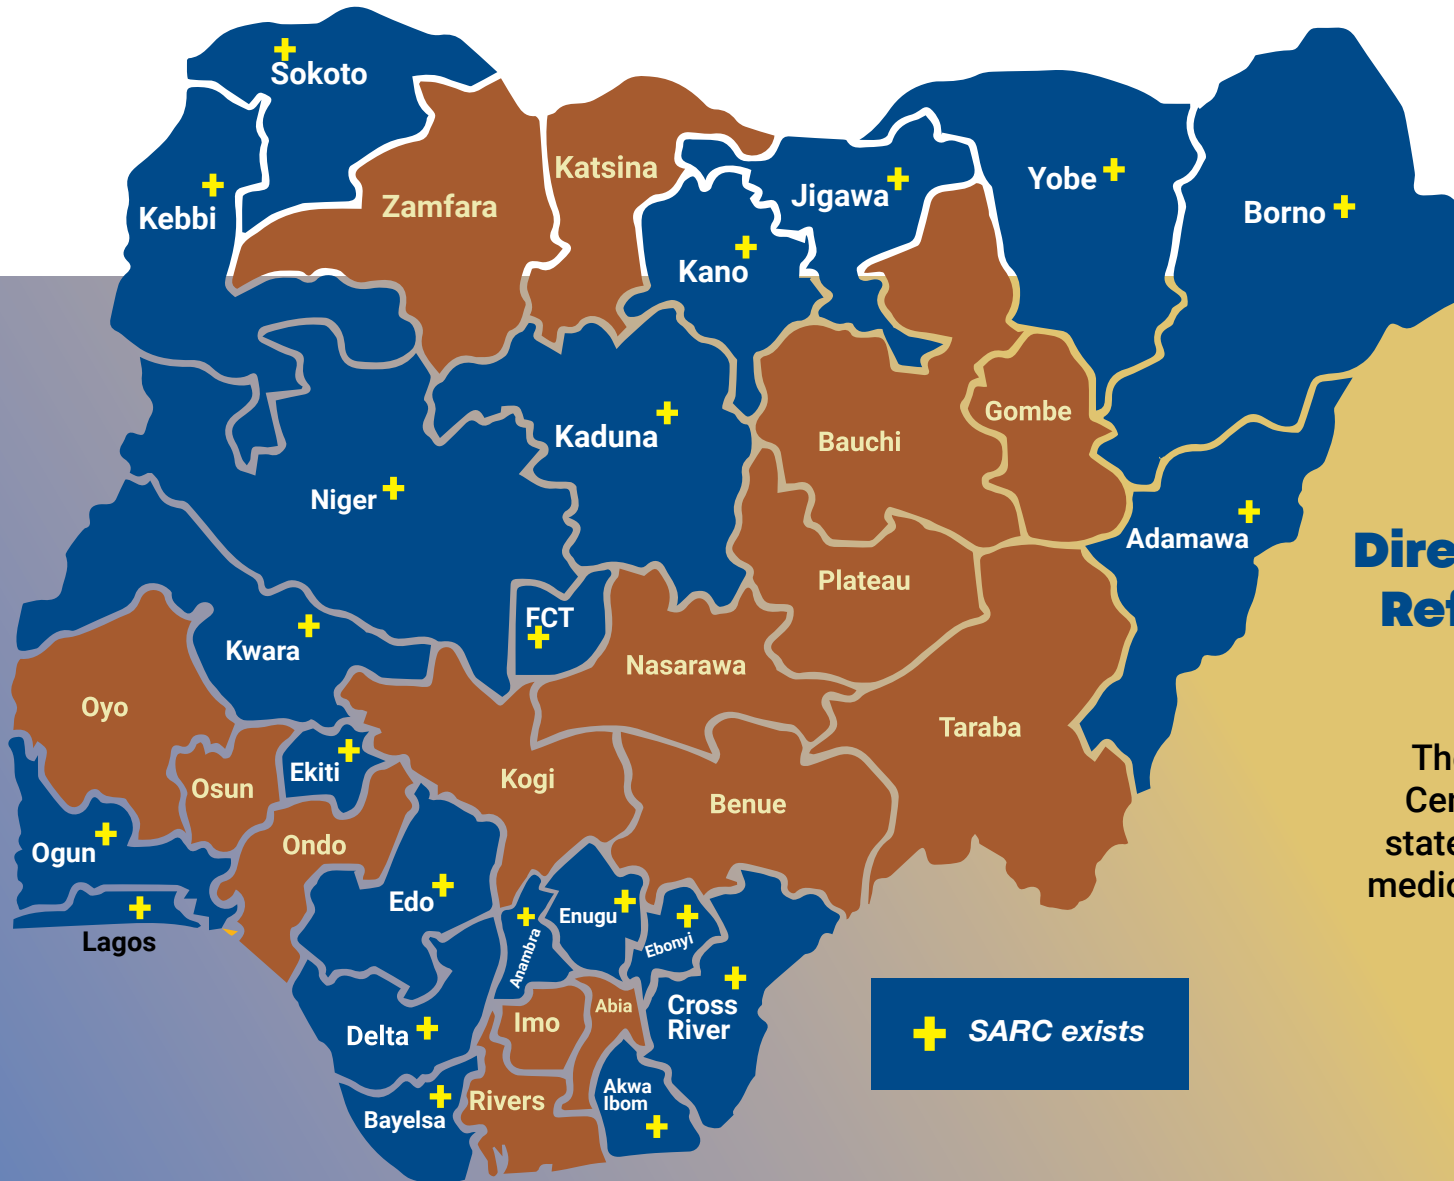 Sokoto
Katsina
Zamfara
Jigawa
Yobe
Borno
Kebbi
Kano
Gombe
Kaduna
Bauchi
Niger
Adamawa
Dire
Plateau
Ref
FCT
Kwara
Nasarawa
Oyo
Taraba
Th
Ekiti
Kogi
Osun
Benue
Cer
Ondo
state
Ogun
medic
Edo
Enugu
Lagos
Ebonyi
Anambra
Abia
Cross
River
Imo
Delta
SARC exists
Akwa
Ibom
Rivers
Bayelsa